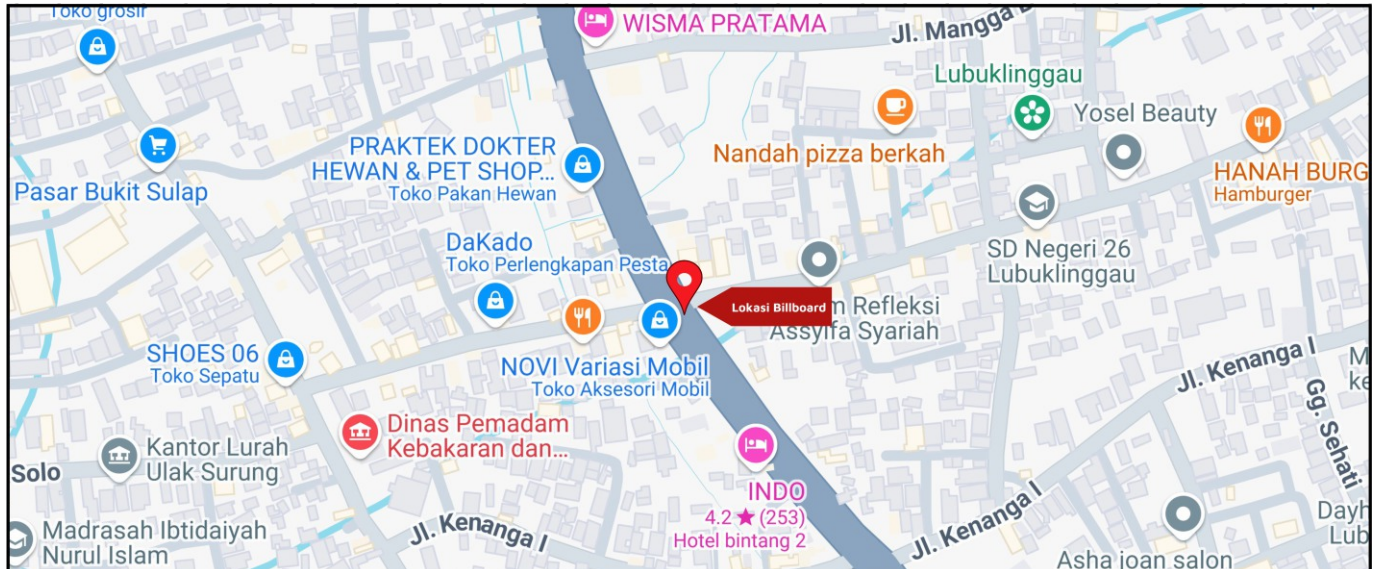 Toko grosir
WISMA PRATAMA
Jl. Mangga
Lubuklinggau
Yosel Beauty
PRAKTEK DOKTER
HEWAN & PET SHOP...
Toko Pakan Hewan
Nandah pizza berkah
HANAH BURG
Hamburger
Pasar Bukit Sulap
DaKado
Toko Perlengkapan Pesta
SD Negeri 26
Lubuklinggau
Lokasi Billboard
Refleksi
Assyifa Syariah
SHOES 06
Toko Sepatu
NOVI Variasi Mobil
Toko Aksesori Mobil
Jl. Kenanga I
Gg. Sehati
Dinas Pemadam
Kebakaran dan...
Kantor Lurah
Ulak Surung
Solo
INDO
4.2 ★ (253)
Hotel bintang 2
Madrasah Ibtidaiyah
Nurul Islam
Jl. Kenanga I
Jl. Kenanga I
Asha joan salon